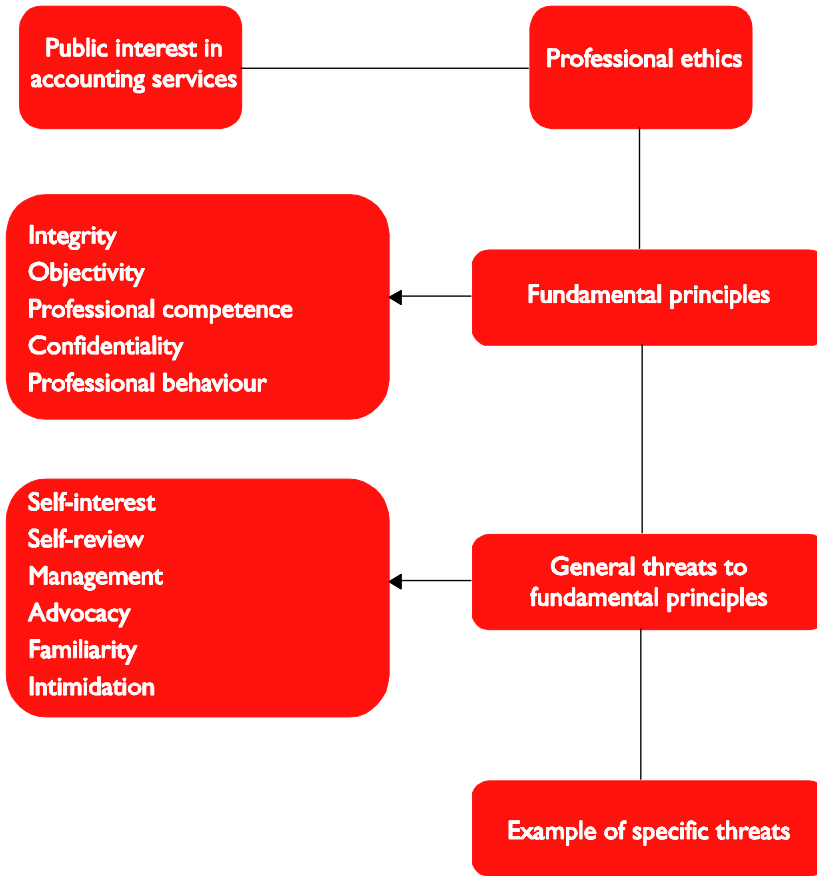 Public interest in
accounting services
Professional ethics
Integrity
Objectivity
Professional competence
Confidentiality
Professional behaviour
Fundamental principles
Self-interest
Self-review
Management
Advocacy
Familiarity
Intimidation
General threats to
fundamental principles
Example of specific threats